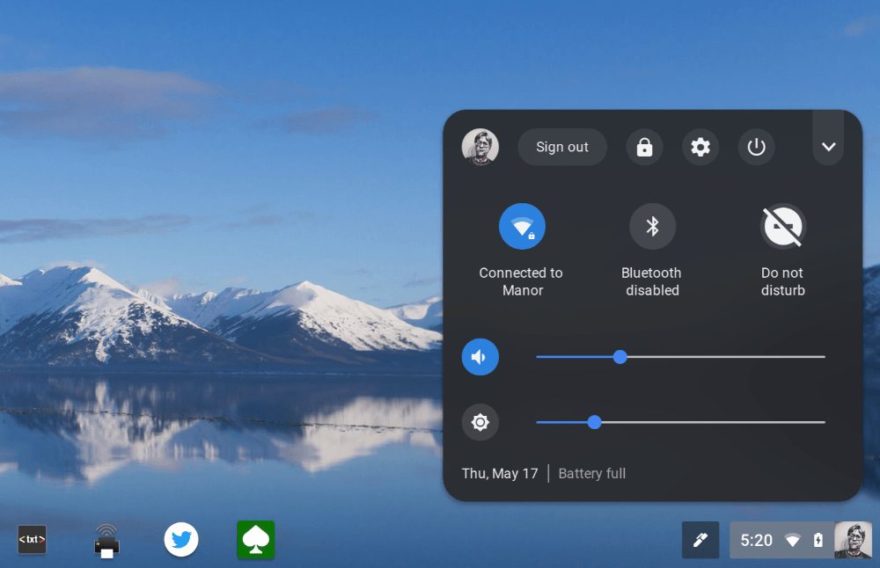 Sign out
Connected to
Manor
Bluetooth
disabled
Do not
disturb
Thu, May 17 | Battery full
<txt>
5:20